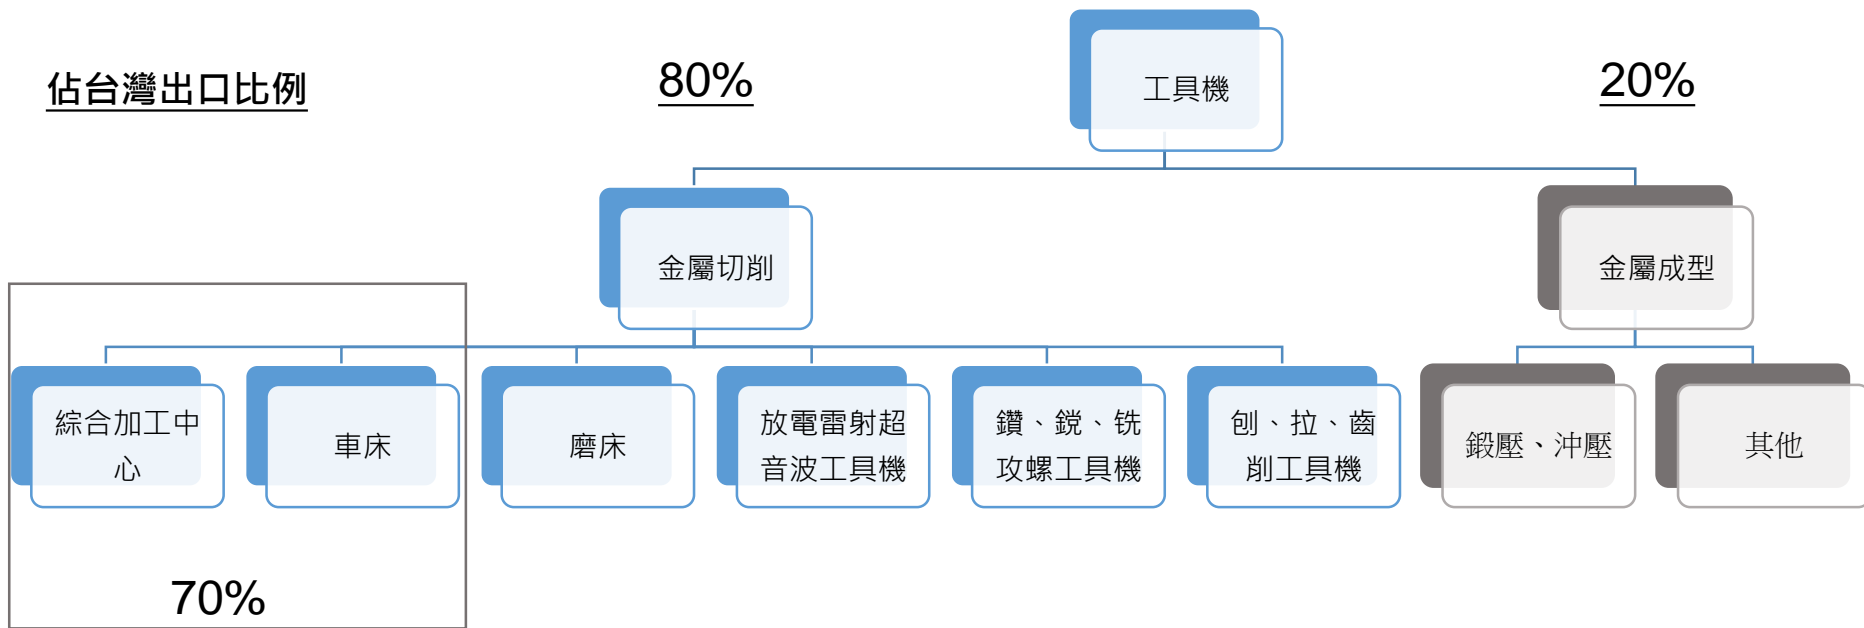 佔台灣出口比例
80%
工具機
20%
金屬切削
金屬成型
綜合加工中
心
車床
磨床
放電雷射超
音波工具機
鑽、鏜、铣
攻螺工具機
刨、拉、齒
削工具機
鍛壓、沖壓
其他
70%